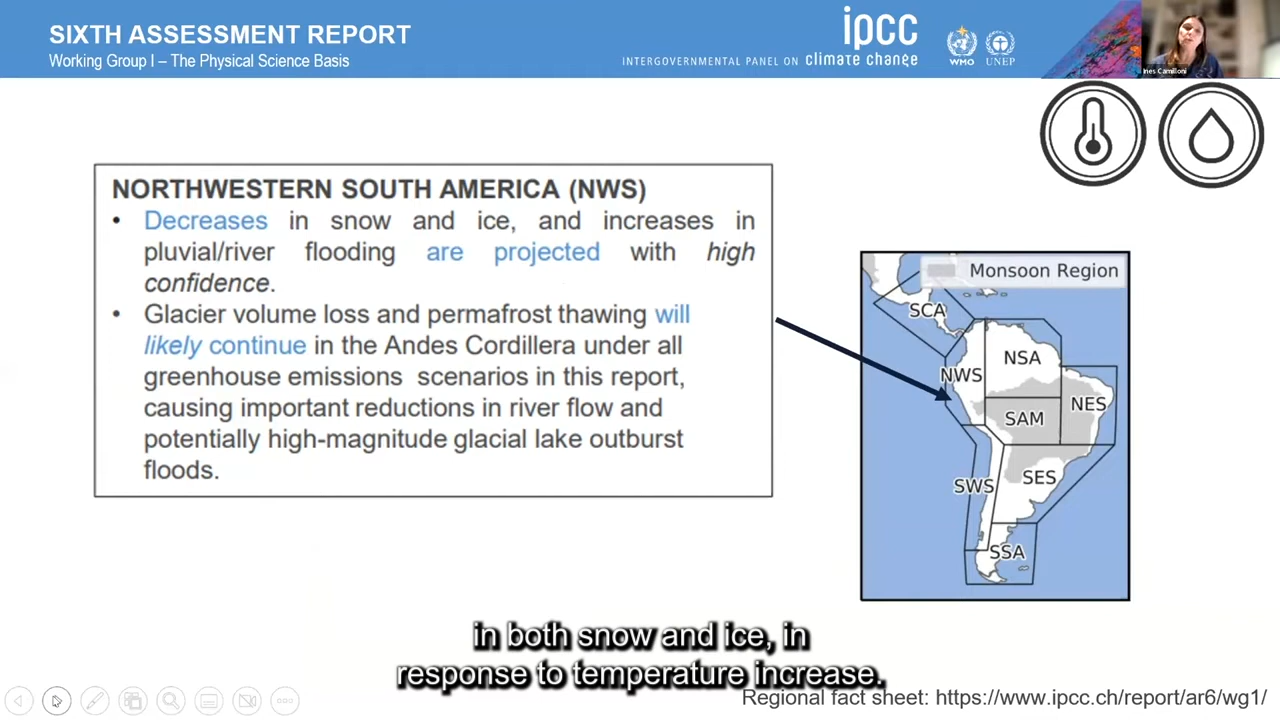 SIXTH ASSESSMENT REPORT
Working Group I – The Physical Science Basis
INTERGOVERNMENTAL PANEL ON climate change
ipcc
WMO
UNEP
Ines Camilloni
NORTHWESTERN SOUTH AMERICA (NWS)
• Decreases in snow and ice, and increases in
pluvial/river flooding are projected with high
confidence.
• Glacier volume loss and permafrost thawing will
likely continue in the Andes Cordillera under all
greenhouse emissions scenarios in this report,
causing important reductions in river flow and
potentially high-magnitude glacial lake outburst
floods.
Monsoon Region
SCA
NSA
NWS
NES
SAM
SES
SWS
SSA
in both snow and ice, in
response to temperature increase.
Regional fact sheet: https://www.ipcc.ch/report/ar6/wg1/